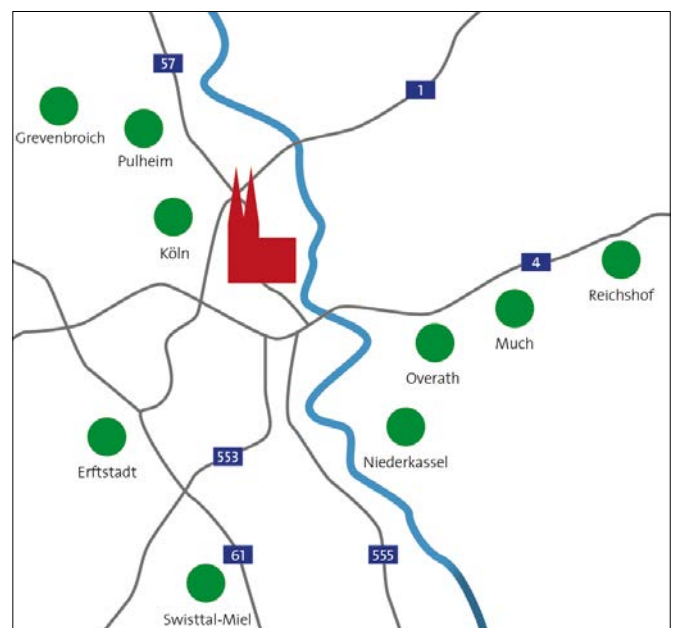 57
1
Grevenbroich
Pulheim
Köln
4
Reichshof
Much
Overath
Niederkassel
Erftstadt
553
61
555
Swisttal-Miel